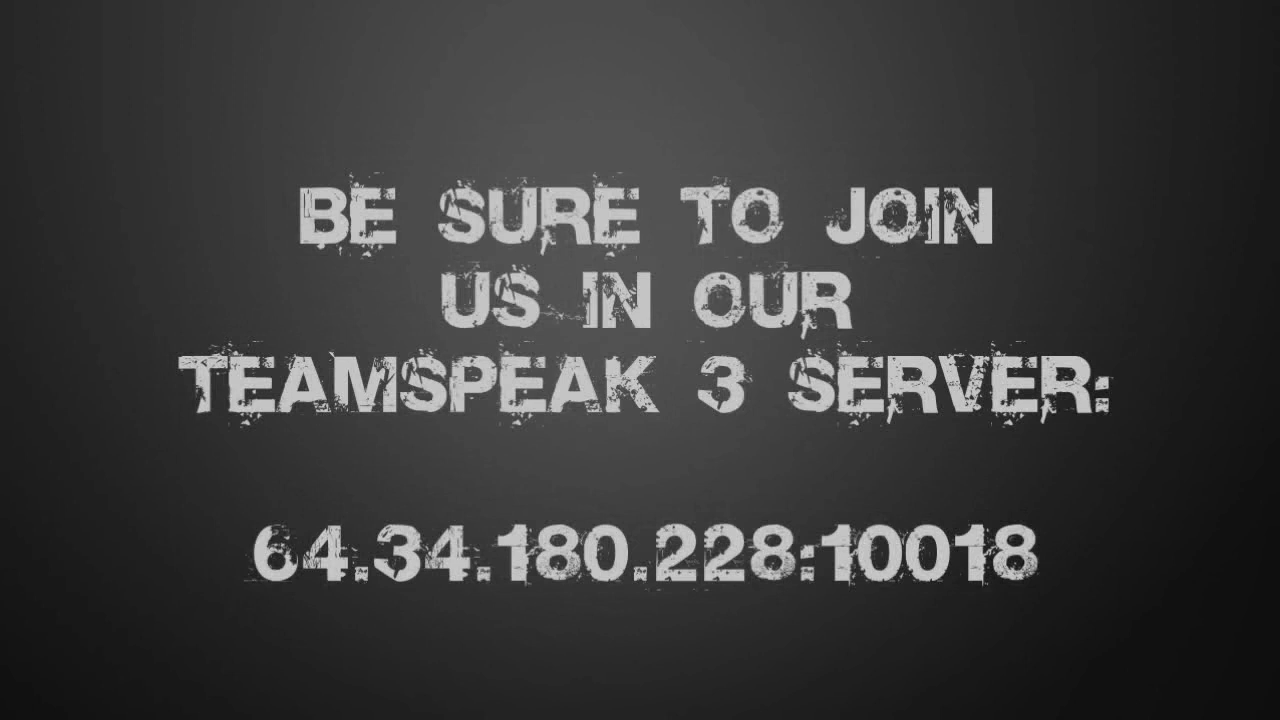 BE SURE TO JOIN
US IN OUR
TEAMSPEAK 3 SERVER:
64.34.180.228:10018